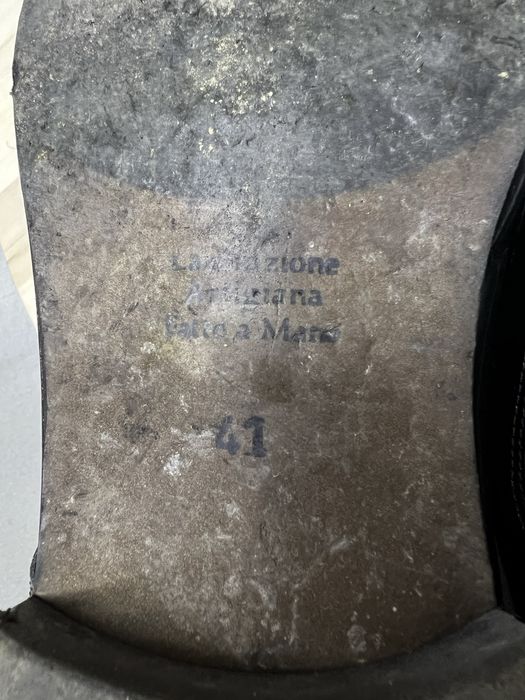 Lavorazione
Artigiana
fatto a Mano
41